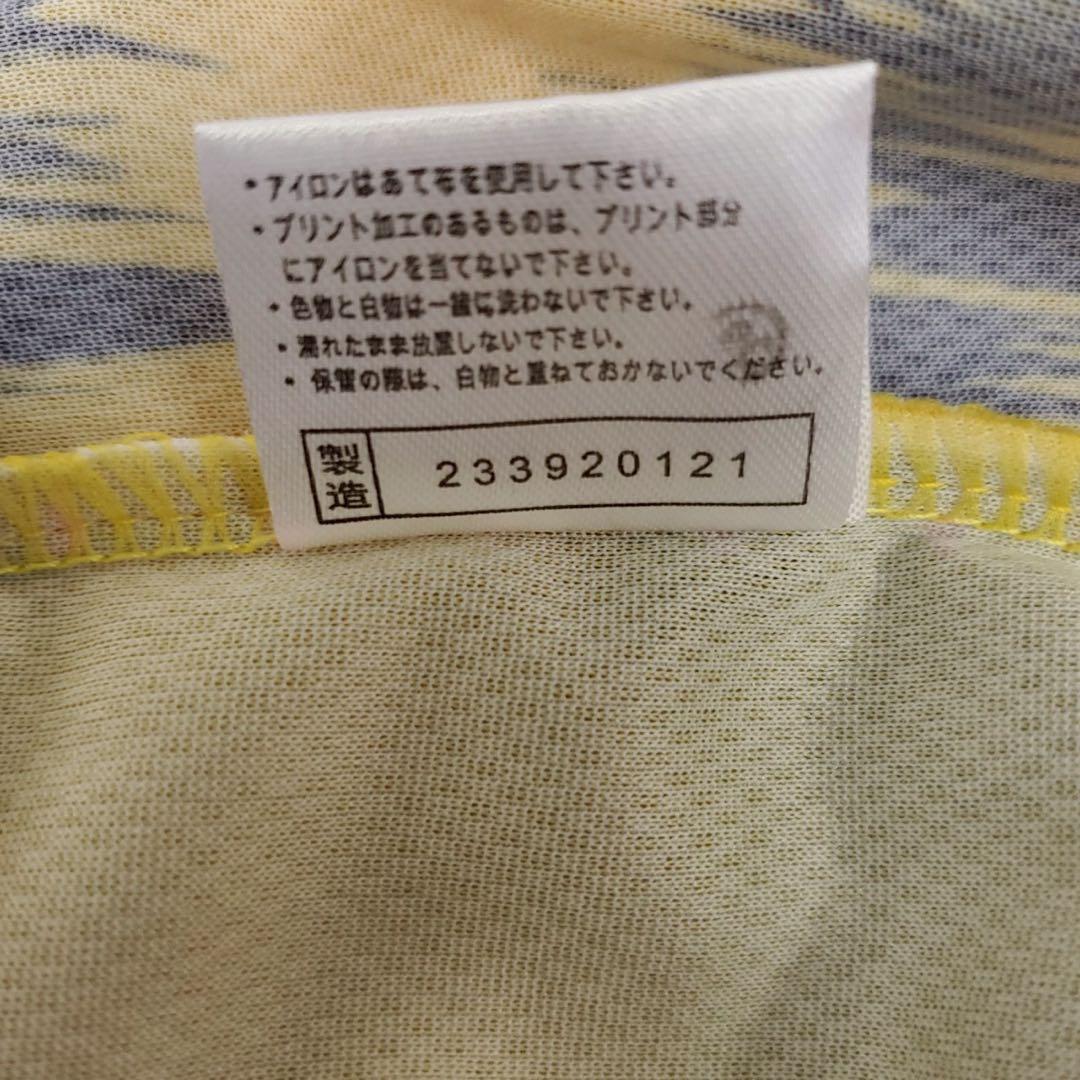 ・アイロンはあて布を使用して下さい。
・プリント加工のあるものは、プリント部分
にアイロンを当てないで下さい。
・色物と白物は一緒に洗わないで下さい。
・濡れたまま放置しないで下さい。
・保管の際は、白物と重ねておかないでください。
製造 233920121